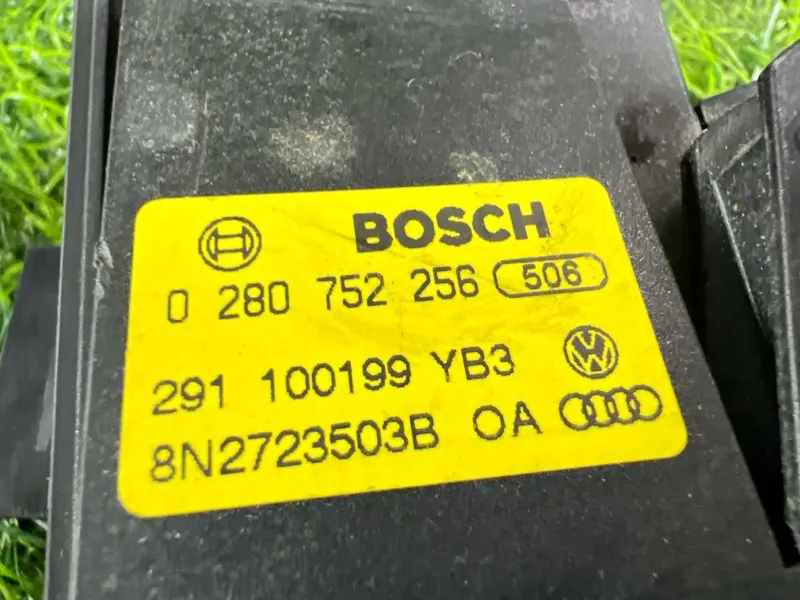 BOSCH
0 280 752 256 506
291 100199 YB3
8N2723503B OA